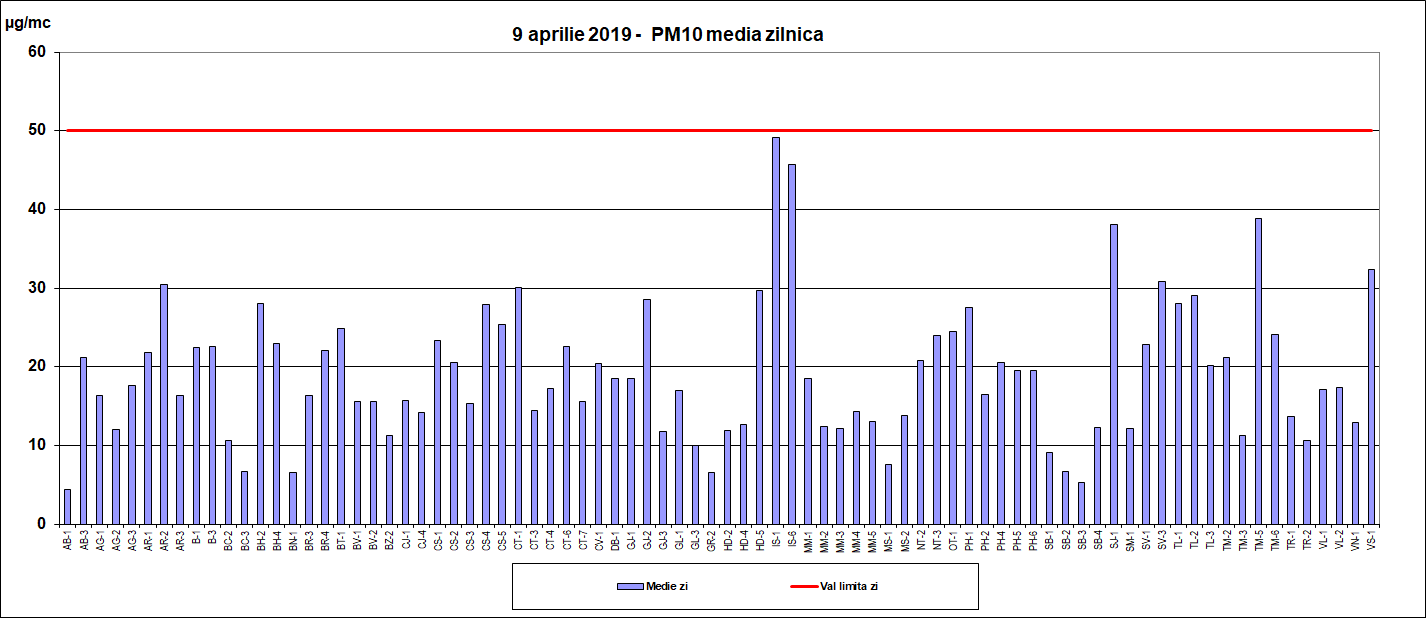 µg/mc
9 aprilie 2019 - PM10 media zilnica
60
50
40
30
20
10
0
AB-1 AB-3 AG-1 AG-2 AG-3 AR-1 AR-2 AR-3 B-1 B-3 BC-2 BC-3 BH-2 BH-4 BN-1 BR-3 BR-4 BT-1 BV-1 BV-2 BZ-2 CJ-1 CJ-4 CS-1 CS-2 CS-3 CS-4 CS-5 CT-1 CT-3 CT-4 CT-6 CT-7 CV-1 DB-1 GJ-1 GJ-2 GJ-3 GL-1 GL-3 GR-2 HD-2 HD-4 HD-5 IS-1 IS-6 MM-1 MM-2 MM-3 MM-4 MM-5 MS-1 MS-2 NT-2 NT-3 OT-1 PH-1 PH-2 PH-4 PH-5 PH-6 SB-1 SB-2 SB-3 SB-4 SJ-1 SM-1 SV-1 SV-3 TL-1 TL-2 TL-3 TM-2 TM-3 TM-5 TM-6 TR-1 TR-2 VL-1 VL-2 VN-1 VS-1
Medie zi Val limita zi